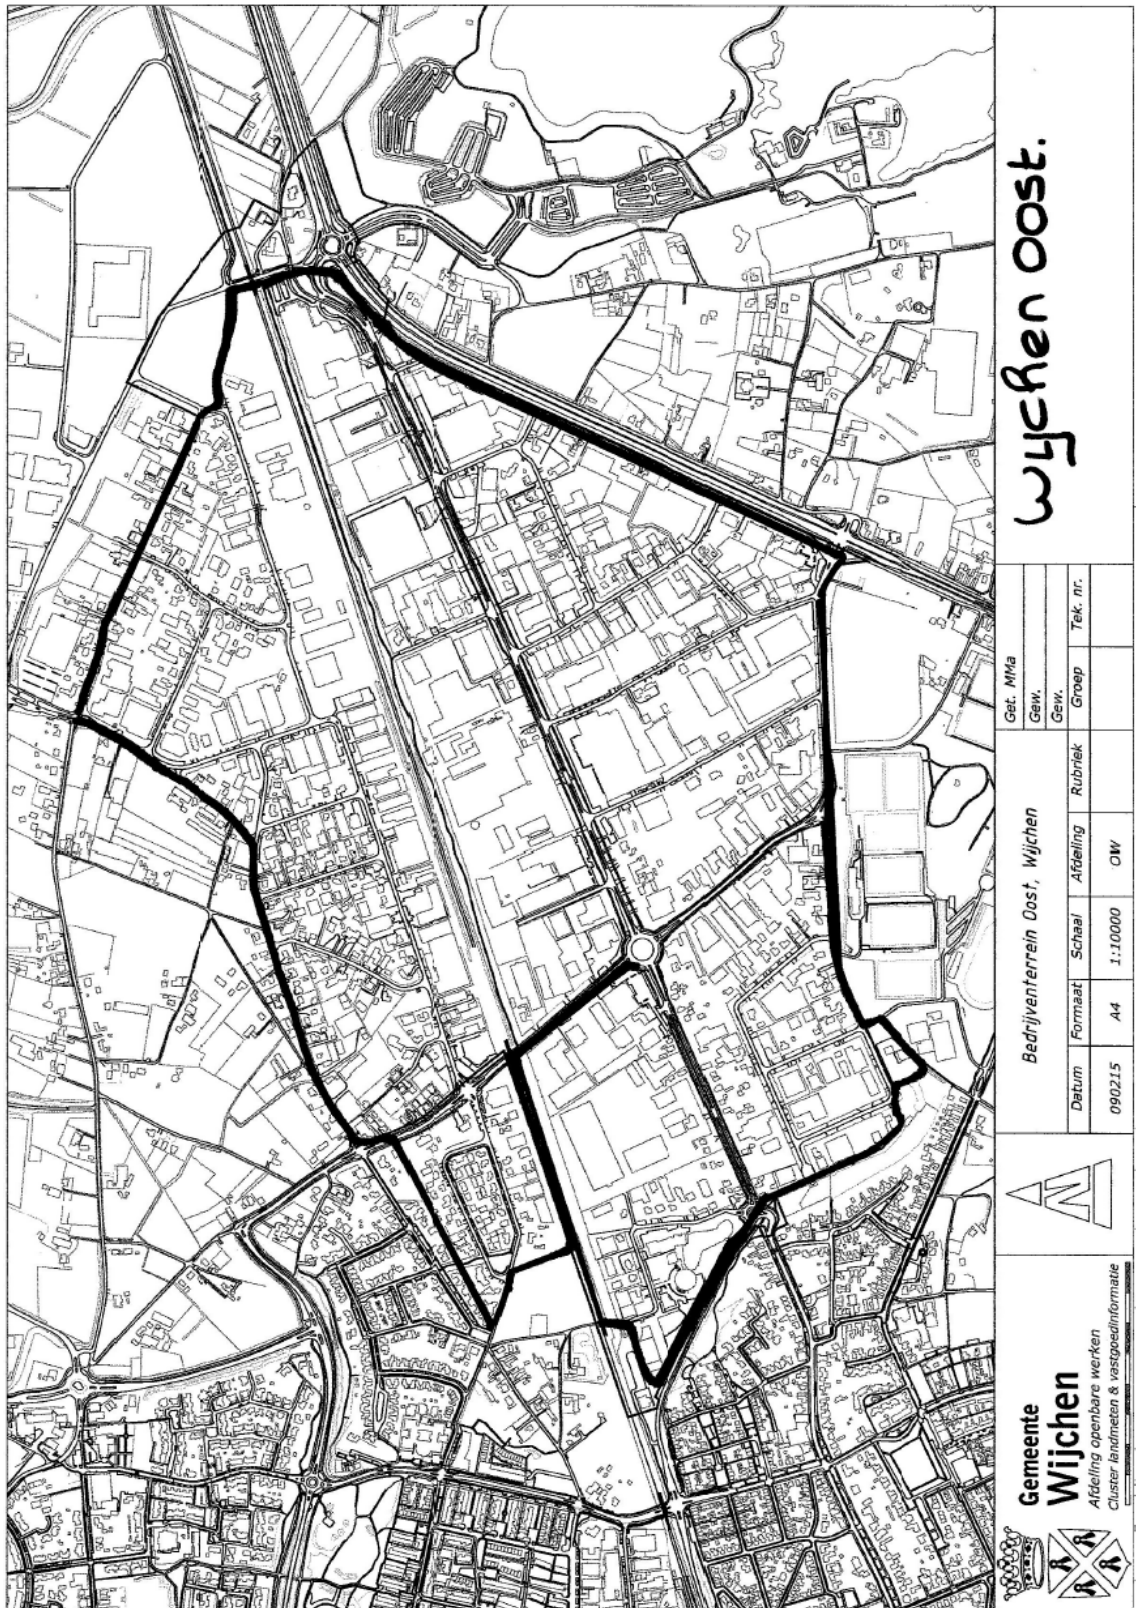 Wychen Oost.
Get. MMa
Gew.
Gew.
Groep Tek. nr.
Bedrijventerrein Oost, Wijchen
Datum Formaat Schaal Afdeling Rubriek
090215 A4 1:10000 OW
N
Gemeente
Wijchen
Afdeling openbare werken
Cluster landmeten & vastgoedinformatie